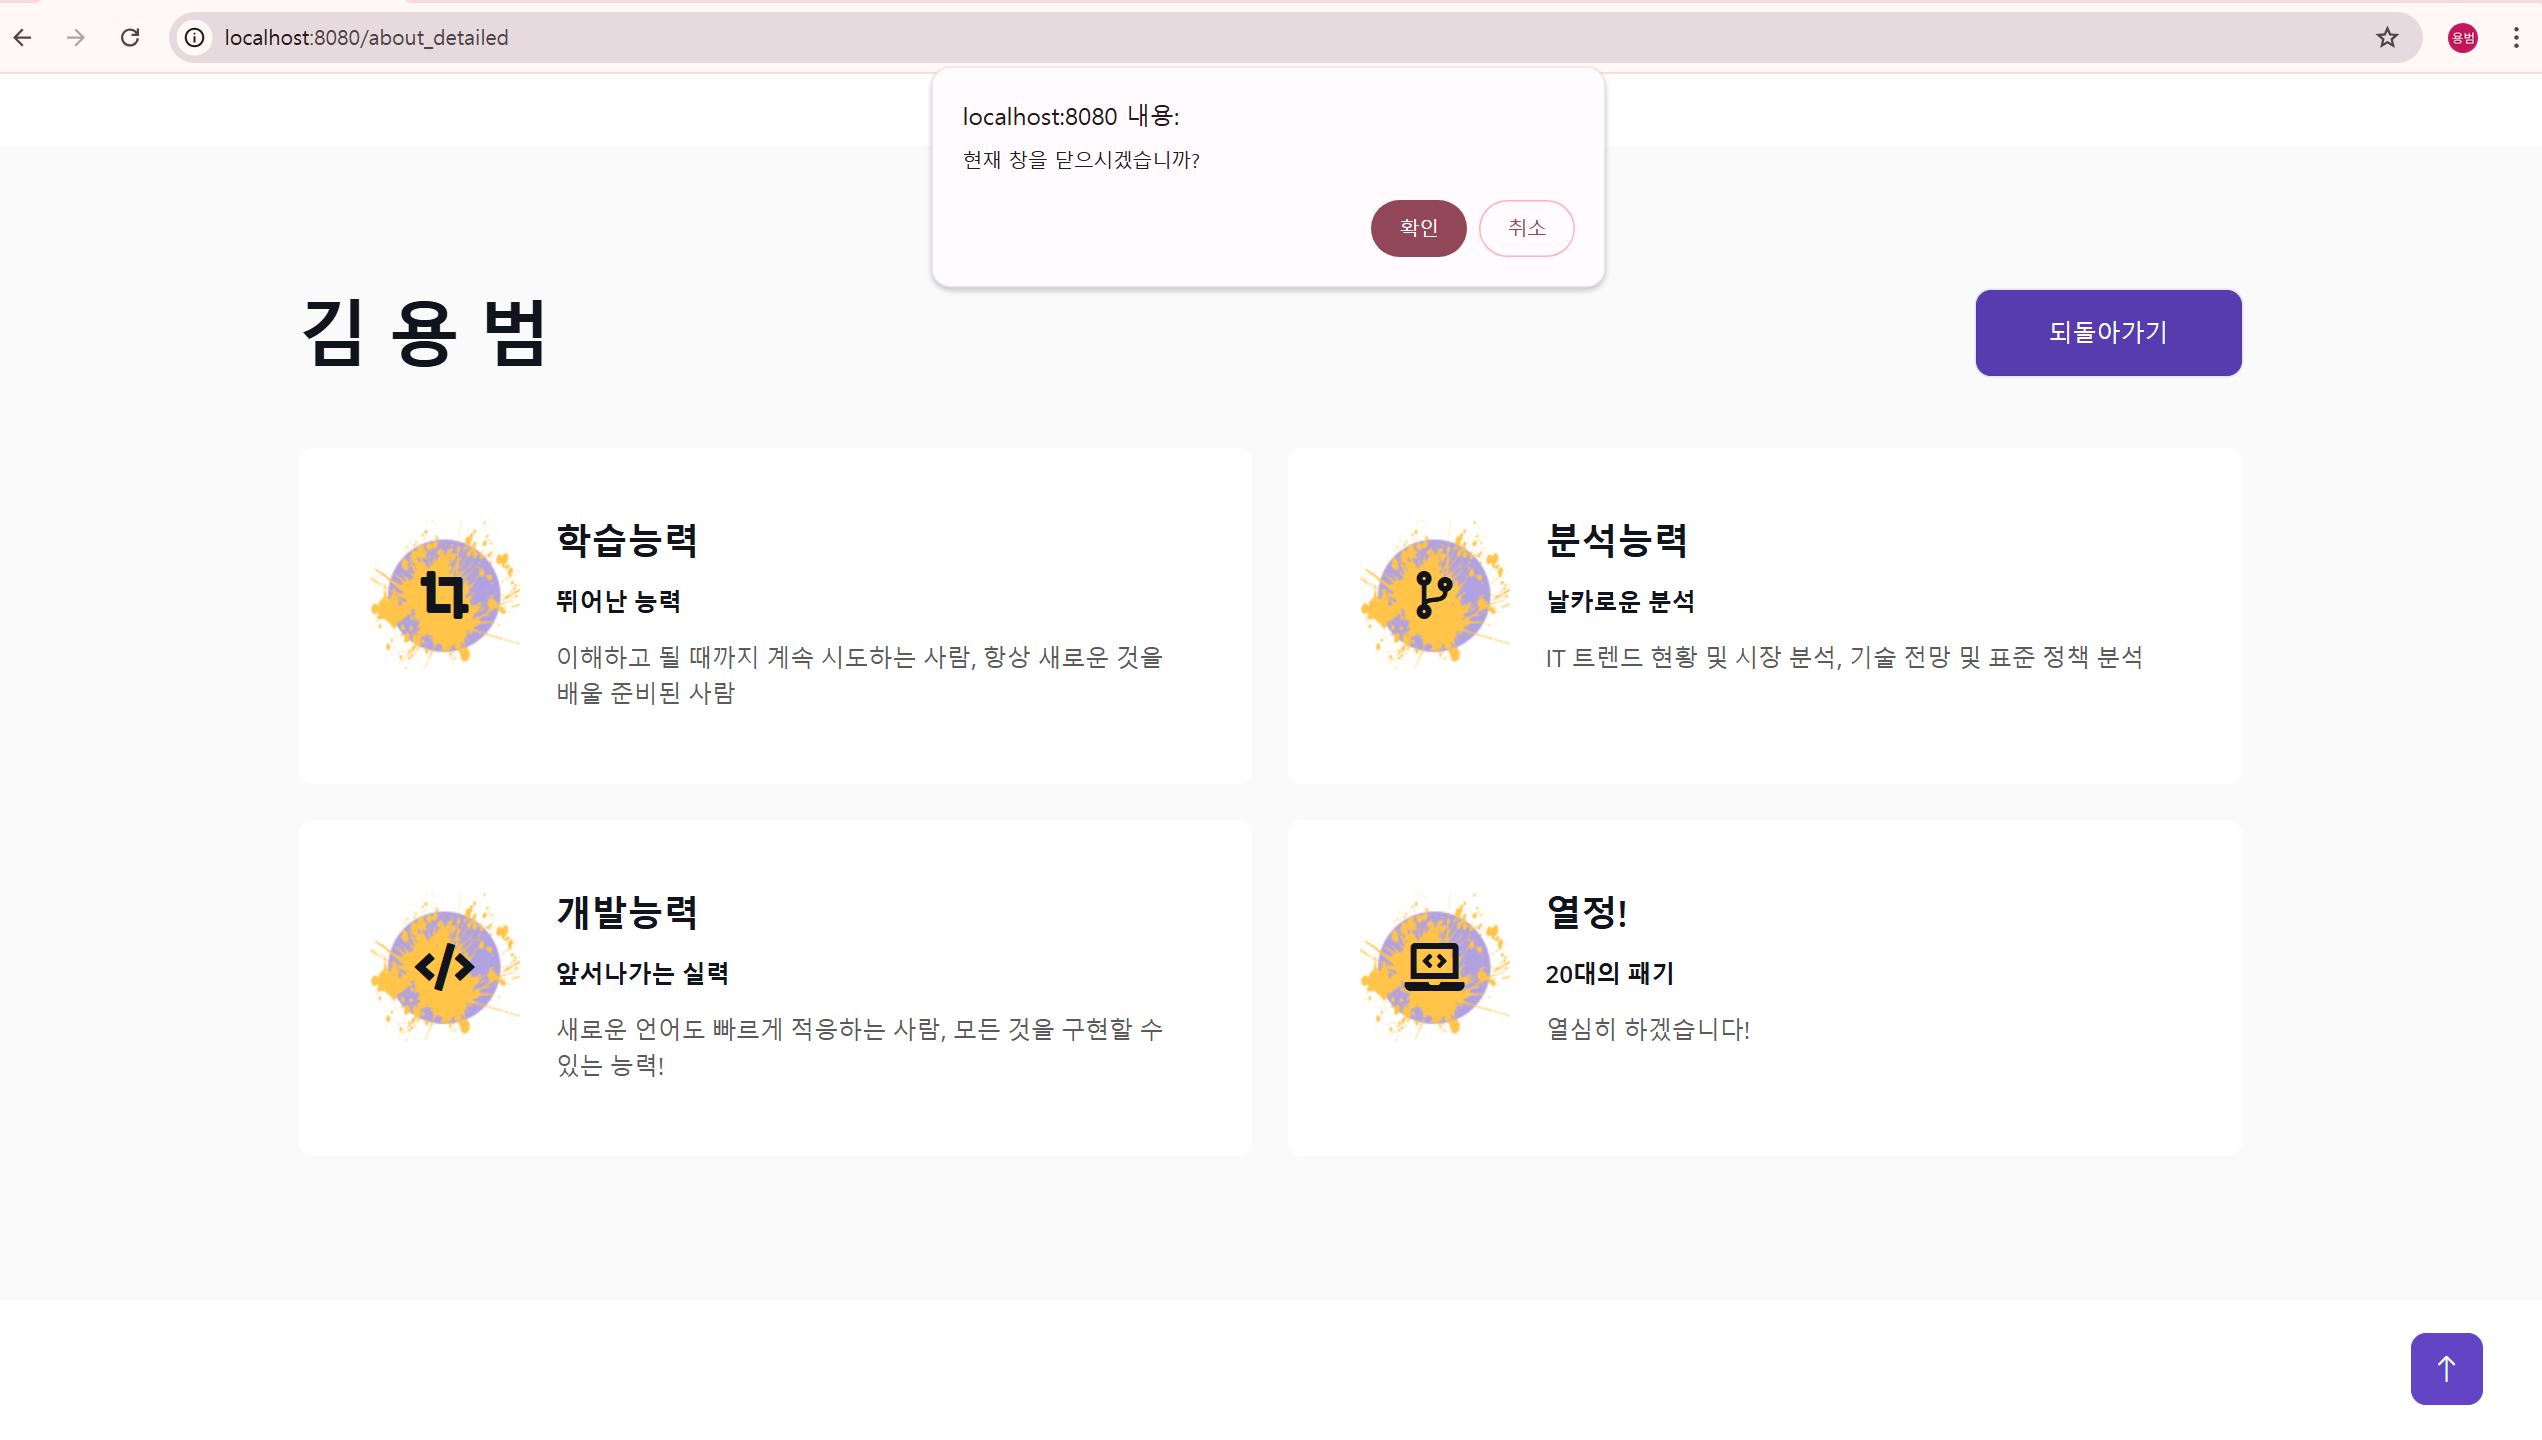 localhost:8080/about_detailed
용범
localhost:8080 내용:
현재 창을 닫으시겠습니까?
확인
취소
김 용 범
되돌아가기
학습능력
뛰어난 능력
이해하고 될 때까지 계속 시도하는 사람, 항상 새로운 것을
배울 준비된 사람
분석능력
날카로운 분석
IT 트렌드 현황 및 시장 분석, 기술 전망 및 표준 정책 분석
개발능력
앞서나가는 실력
새로운 언어도 빠르게 적응하는 사람, 모든 것을 구현할 수
있는 능력!
열정!
20대의 패기
열심히 하겠습니다!